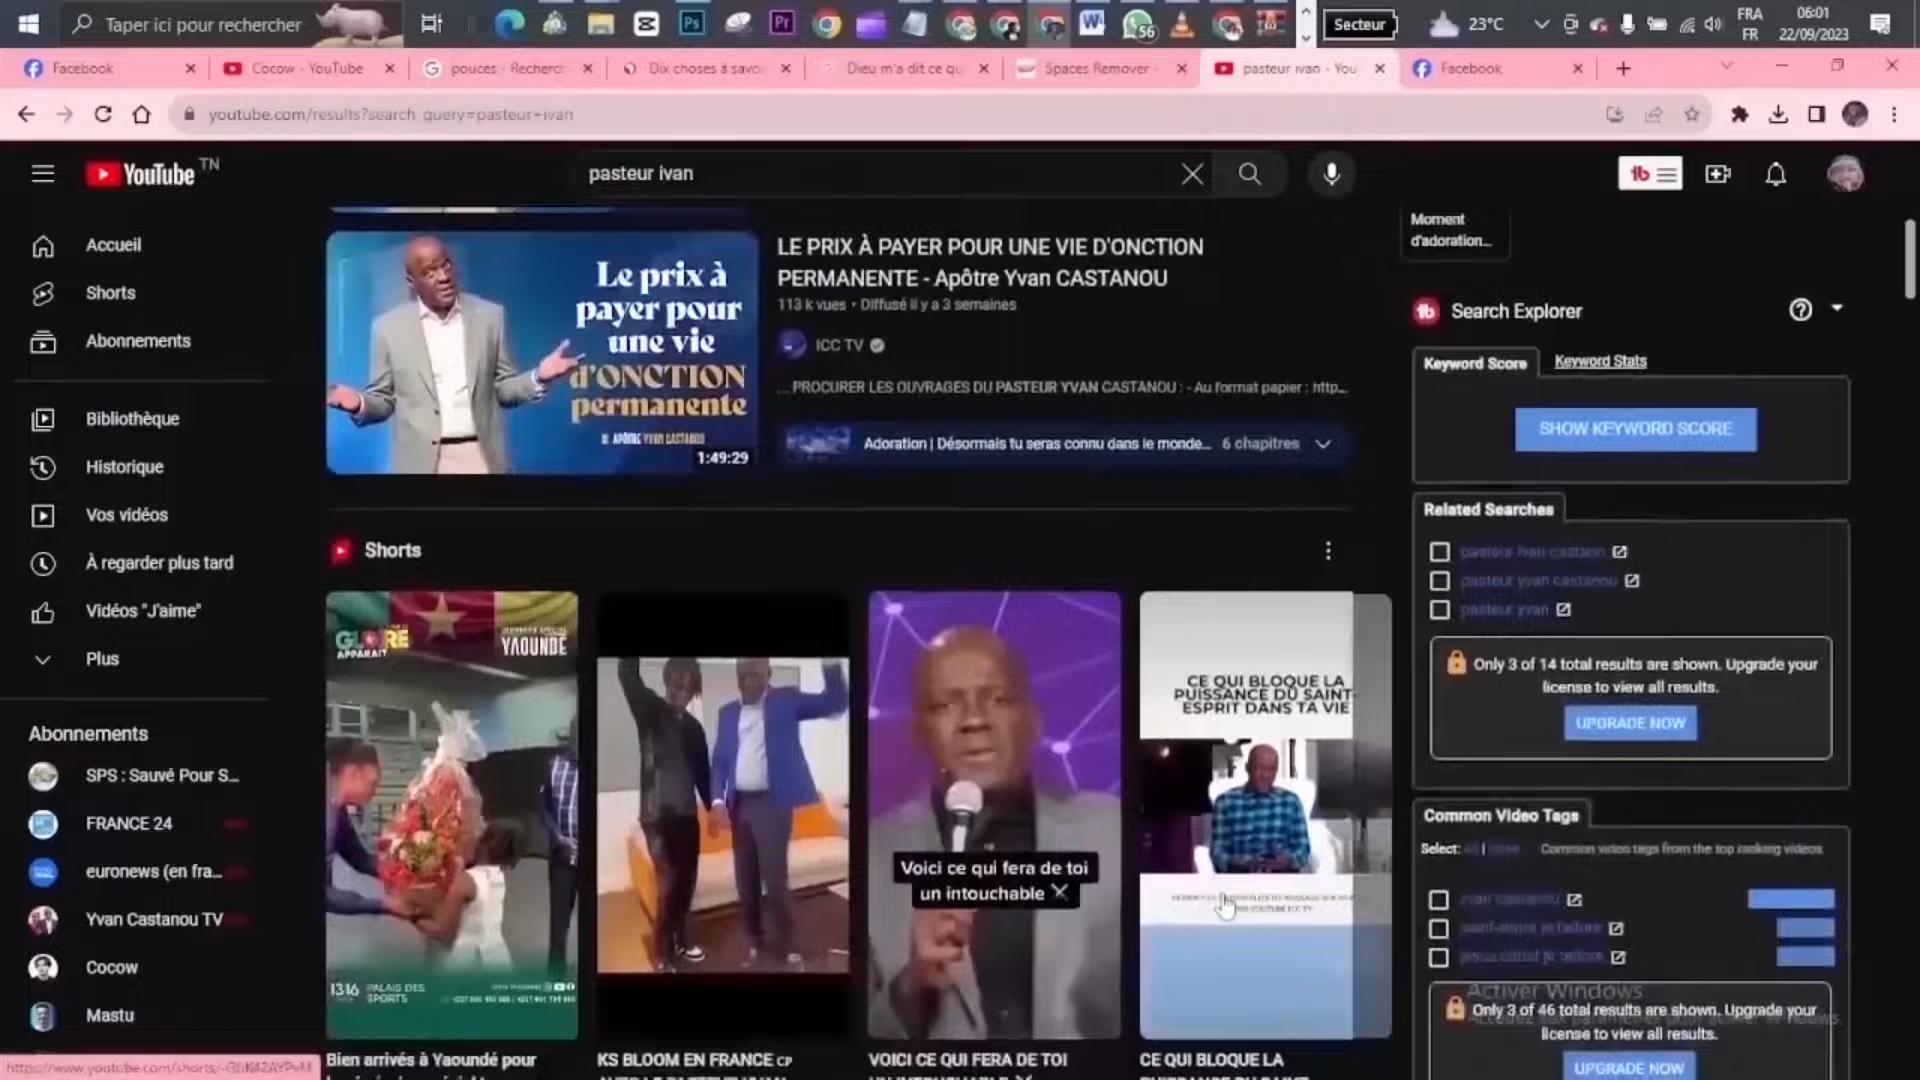 Taper ici pour rechercher
56
Secteur
23°C
FRA
FR
06:01
22/09/2023
Facebook
Cocow - YouTube
pouces - Recherch
Dix choses à savoi
Dieu m'a dit ce qu
Spaces Remover -
pasteur ivan - You
Facebook
youtube.com/results?search_query=pasteur+ivan
YouTube TN
pasteur ivan
Accueil
Shorts
Abonnements
Bibliothèque
Historique
Vos vidéos
À regarder plus tard
Vidéos "J'aime"
Plus
Abonnements
SPS : Sauvé Pour S...
FRANCE 24
euronews (en fra...
Yvan Castanou TV
Cocow
Mastu
Le prix à
payer pour
une vie
d'ONCTION
permanente
APÔTRE YVAN CASTANOU
1:49:29
LE PRIX À PAYER POUR UNE VIE D'ONCTION
PERMANENTE - Apôtre Yvan CASTANOU
113 k vues • Diffusé il y a 3 semaines
ICC TV
... PROCURER LES OUVRAGES DU PASTEUR YVAN CASTANOU : - Au format papier : http...
Adoration | Désormais tu seras connu dans le monde... 6 chapitres
Shorts
GLOIRE
APPARAIT
YAOUNDÉ
1316 PALAIS DES
SPORTS
Voici ce qui fera de toi
un intouchable
CE QUI BLOQUE LA
PUISSANCE DU SAINT-
ESPRIT DANS TA VIE
Bien arrivés à Yaoundé pour
KS BLOOM EN FRANCE CP
VOICI CE QUI FERA DE TOI
CE QUI BLOQUE LA
Moment
d'adoration...
Search Explorer
Keyword Score
Keyword Stats
SHOW KEYWORD SCORE
Related Searches
pasteur ivan castano
pasteur yvan castanou
pasteur yvan
Only 3 of 14 total results are shown. Upgrade your
license to view all results.
UPGRADE NOW
Common Video Tags
Select:
Common video tags from the top ranking videos
yvan castanou
Activer Windows
Only 3 of 46 total results are shown. Upgrade your
license to view all results.
UPGRADE NOW